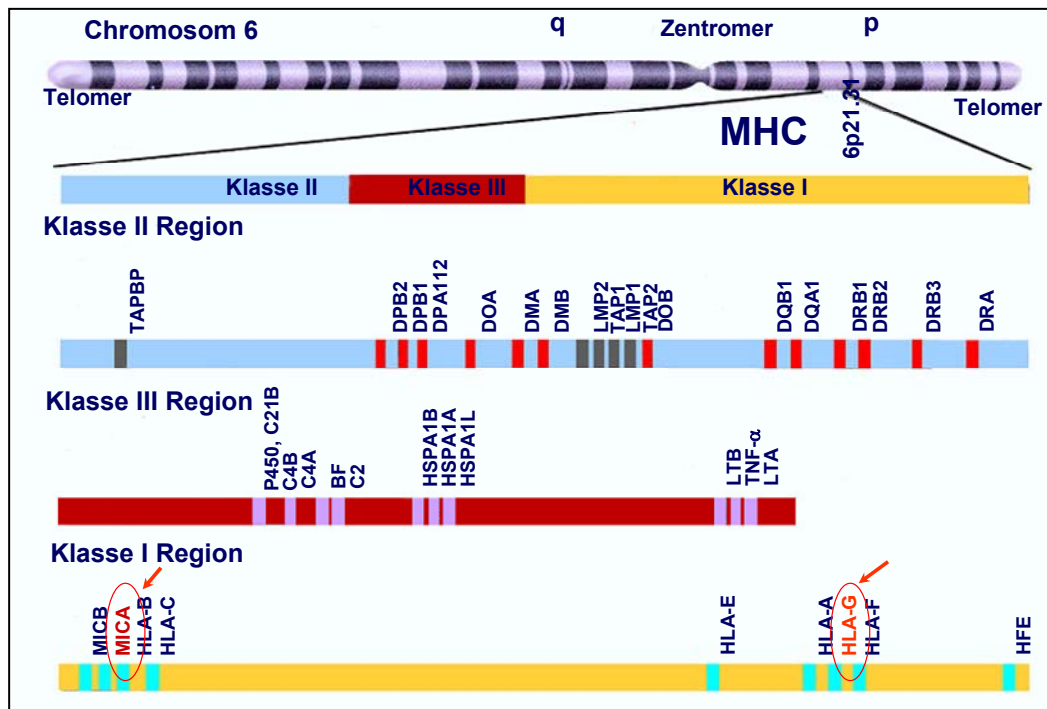 Chromosom 6
q
Zentromer
p
Telomer
Telomer
MHC
6p21.31
Klasse II
Klasse III
Klasse I
Klasse II Region
TAPBP
DPB2
DPB1
DPA112
DOA
DMA
DMB
LMP2
TAP1
LMP1
TAP2
DOB
DQB1
DQA1
DRB1
DRB2
DRB3
DRA
Klasse III Region
P450, C21B
C4B
C4A
BF
C2
HSPA1B
HSPA1A
HSPA1L
LTB
TNF-α
LTA
Klasse I Region
MICB
MICA
HLA-B
HLA-C
HLA-E
HLA-A
HLA-G
HLA-F
HFE